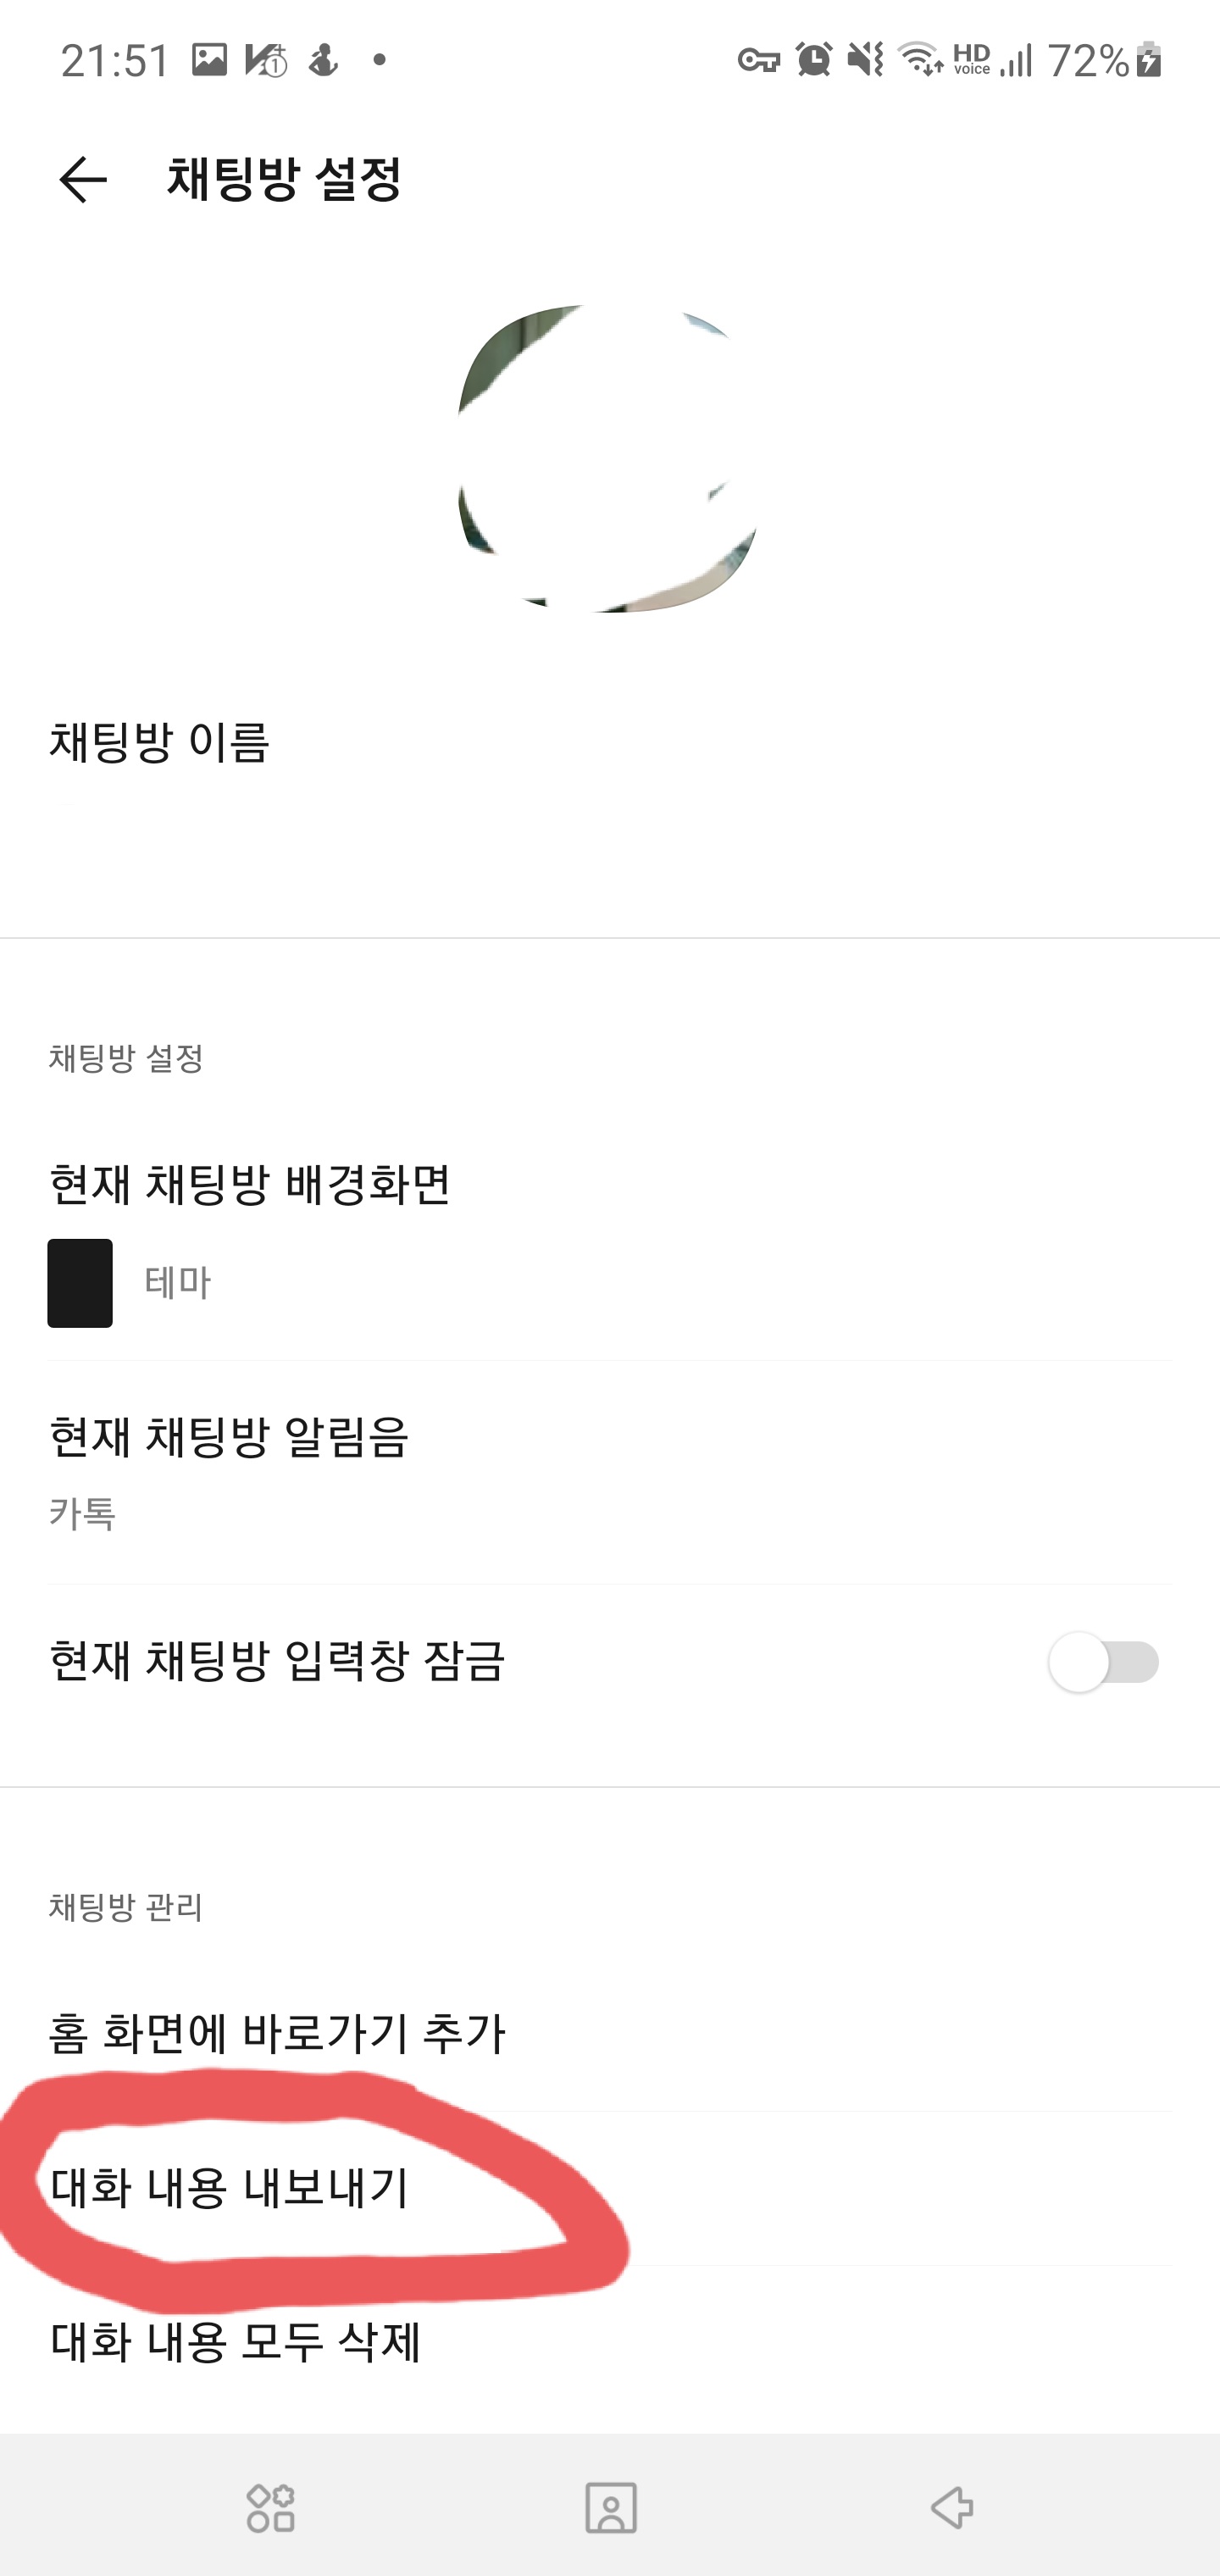 21:51
HD voice
72%
채팅방 설정
채팅방 이름
채팅방 설정
현재 채팅방 배경화면
테마
현재 채팅방 알림음
카톡
현재 채팅방 입력창 잠금
채팅방 관리
홈 화면에 바로가기 추가
대화 내용 내보내기
대화 내용 모두 삭제